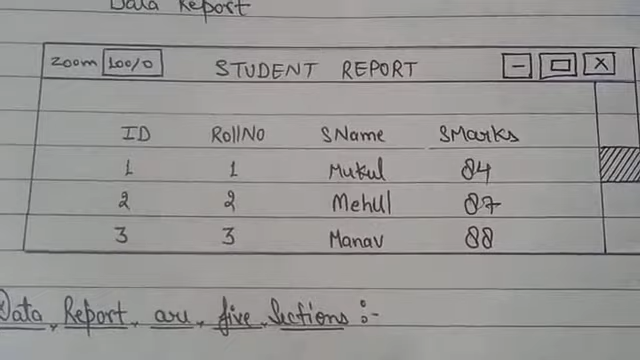 Data Report
Zoom 100% STUDENT REPORT - X
ID RollNO SName SMarks
1 1 Mukul 84
2 2 Mehul 87
3 3 Manav 88
Data Report are five Sections :-